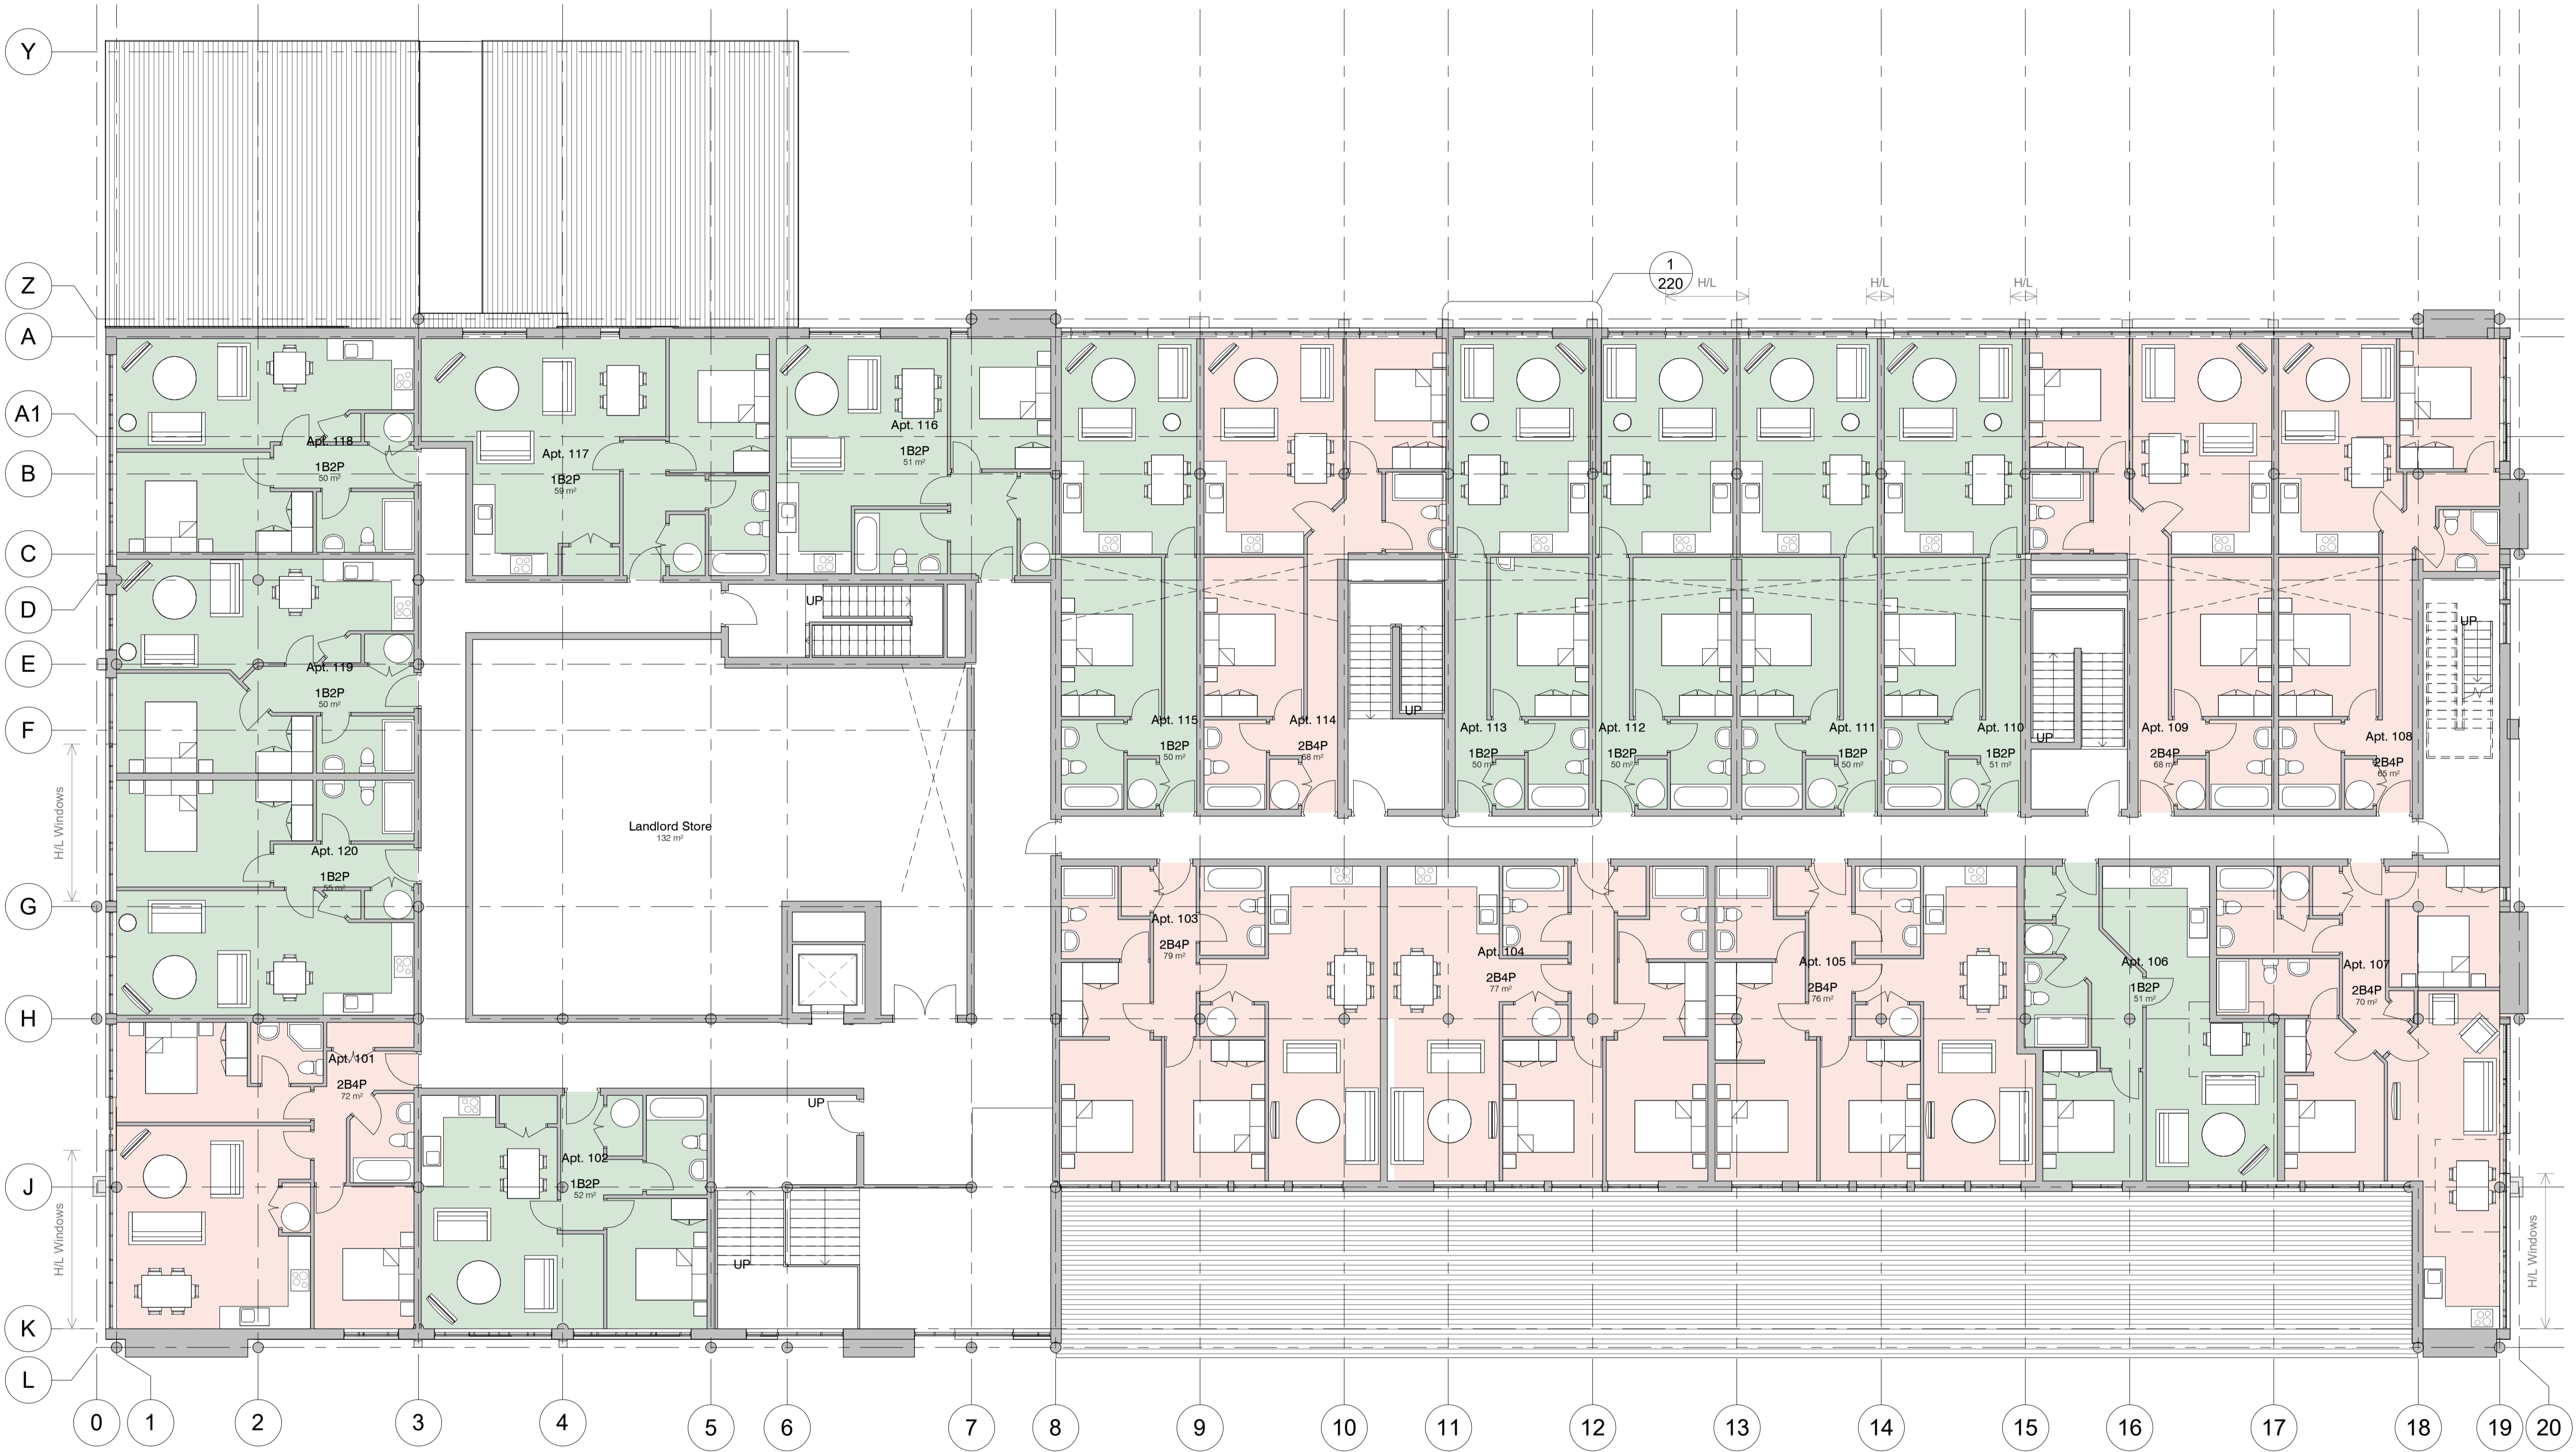 Y
Z
A
A1
B
C
D
E
F
G
H
J
K
L
1
220
H/L
H/L
H/L
Apt. 118
1B2P
50 m²
Apt. 117
1B2P
59 m²
Apt. 116
1B2P
51 m²
Apt. 119
1B2P
50 m²
UP
Apt. 115
1B2P
50 m²
Apt. 114
2B4P
68 m²
UP
Apt. 113
1B2P
50 m²
Apt. 112
1B2P
50 m²
Apt. 111
1B2P
50 m²
Apt. 110
1B2P
51 m²
UP
Apt. 109
2B4P
68 m²
Apt. 108
2B4P
65 m²
UP
H/L Windows
Landlord Store
132 m²
Apt. 120
1B2P
55 m²
Apt. 103
2B4P
79 m²
Apt. 104
2B4P
77 m²
Apt. 105
2B4P
76 m²
Apt. 106
1B2P
51 m²
Apt. 107
2B4P
70 m²
Apt. 101
2B4P
72 m²
UP
Apt. 102
1B2P
52 m²
UP
H/L Windows
H/L Windows
0
1
2
3
4
5
6
7
8
9
10
11
12
13
14
15
16
17
18
19
20